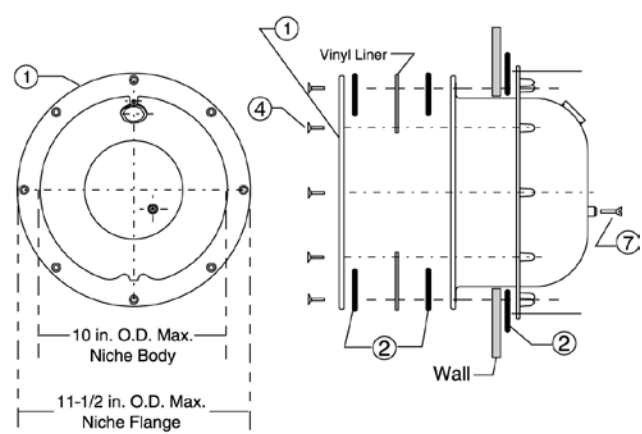 1
1
Vinyl Liner
4
7
10 in. O.D. Max.
Niche Body
2
2
Wall
11-1/2 in. O.D. Max.
Niche Flange